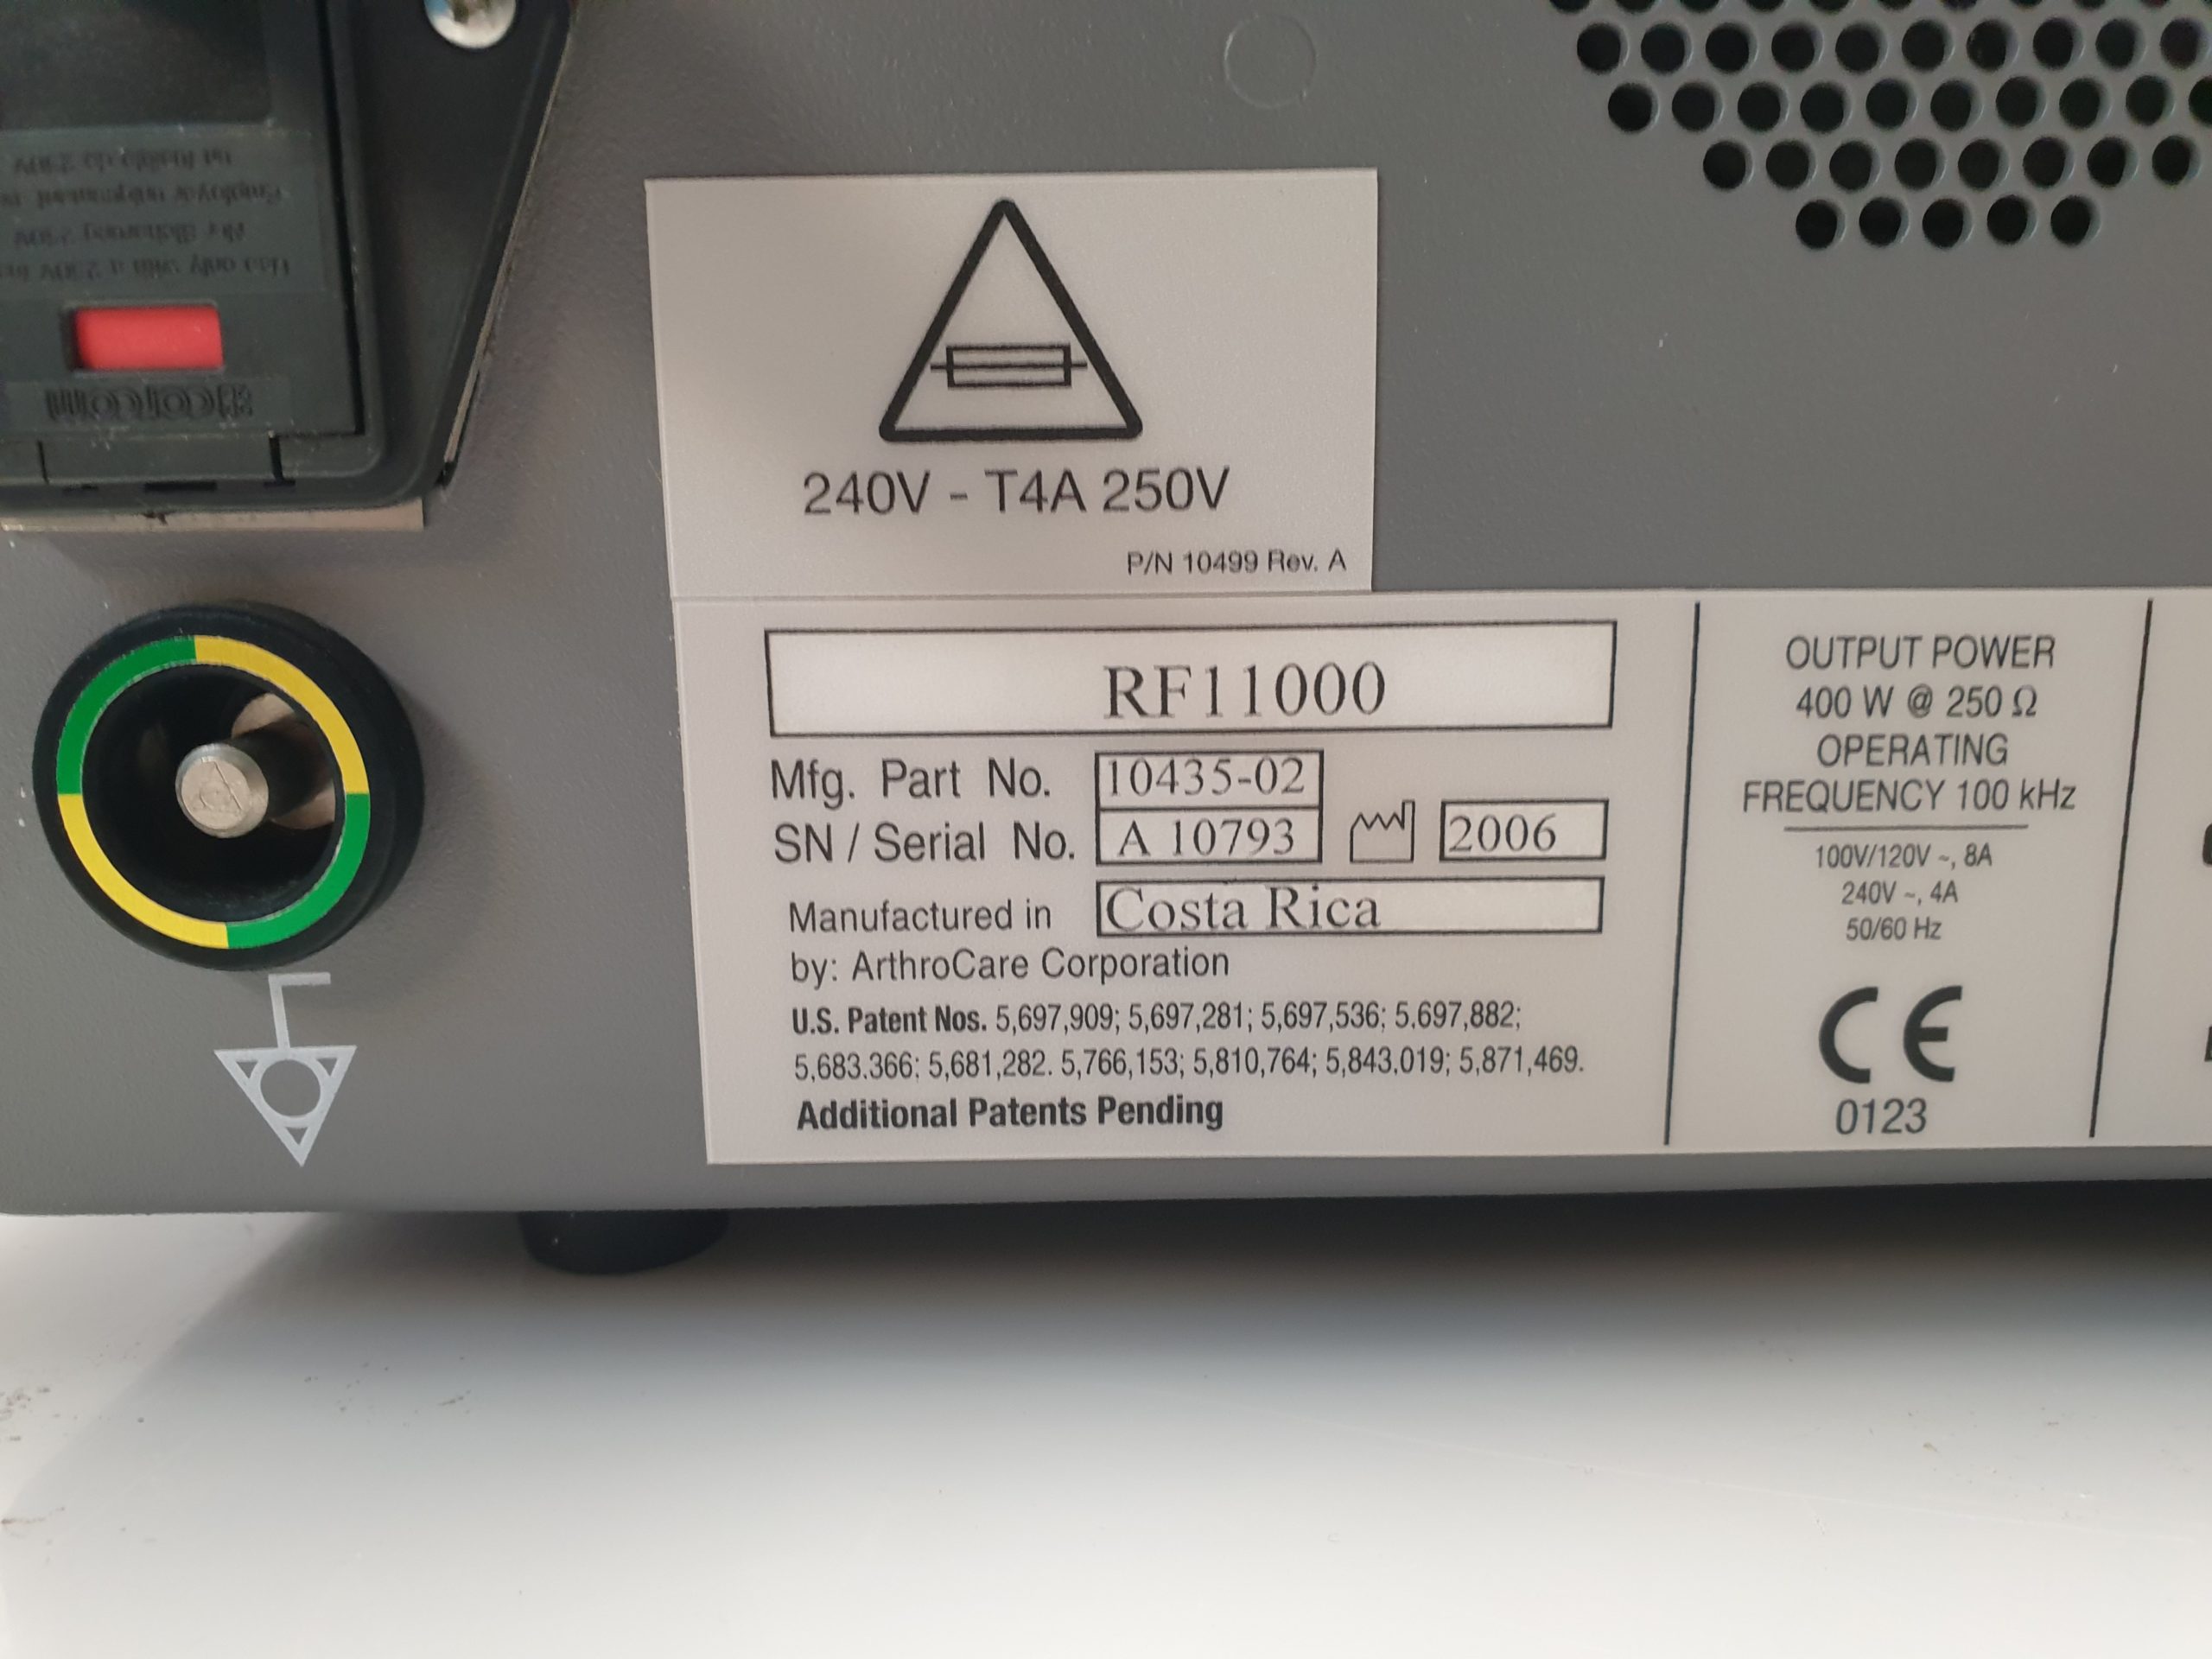 240V - T4A 250V
P/N 10499 Rev. A
RF11000
Mfg. Part No. 10435-02
SN / Serial No. A 10793 2006
Manufactured in Costa Rica
by: ArthroCare Corporation
U.S. Patent Nos. 5,697,909; 5,697,281; 5,697,536; 5.697,882;
5,683.366; 5,681,282. 5,766,153; 5,810,764; 5,843,019; 5,871,469.
Additional Patents Pending
OUTPUT POWER
400 W @ 250 Ω
OPERATING
FREQUENCY 100 kHz
100V/120V ~, 8A
240V ~, 4A
50/60 Hz
CE
0123